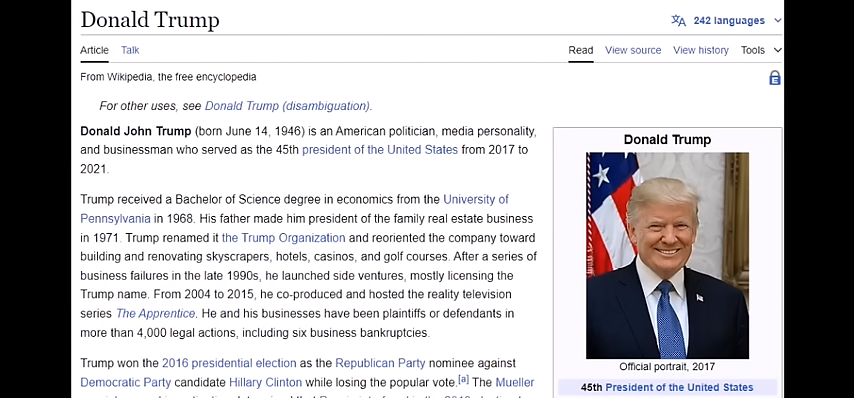 Donald Trump
242 languages
Article Talk Read View source View history Tools
From Wikipedia, the free encyclopedia
E
For other uses, see Donald Trump (disambiguation).
Donald John Trump (born June 14, 1946) is an American politician, media personality,
and businessman who served as the 45th president of the United States from 2017 to
2021.
Trump received a Bachelor of Science degree in economics from the University of
Pennsylvania in 1968. His father made him president of the family real estate business
in 1971. Trump renamed it the Trump Organization and reoriented the company toward
building and renovating skyscrapers, hotels, casinos, and golf courses. After a series of
business failures in the late 1990s, he launched side ventures, mostly licensing the
Trump name. From 2004 to 2015, he co-produced and hosted the reality television
series The Apprentice. He and his businesses have been plaintiffs or defendants in
more than 4,000 legal actions, including six business bankruptcies.
Trump won the 2016 presidential election as the Republican Party nominee against
Democratic Party candidate Hillary Clinton while losing the popular vote.[a] The Mueller
Donald Trump
Official portrait, 2017
45th President of the United States